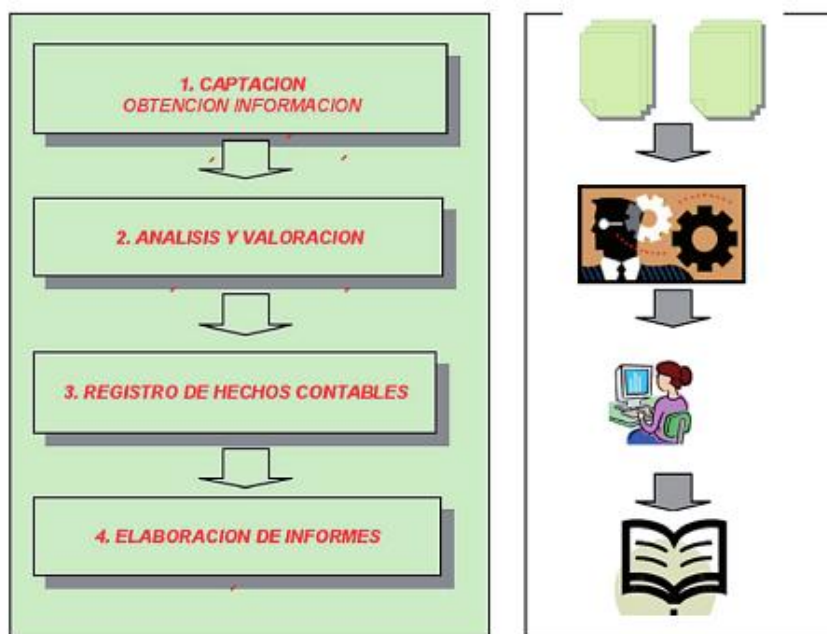 1. CAPTACION
OBTENCION INFORMACION
2. ANALISIS Y VALORACION
3. REGISTRO DE HECHOS CONTABLES
4. ELABORACION DE INFORMES